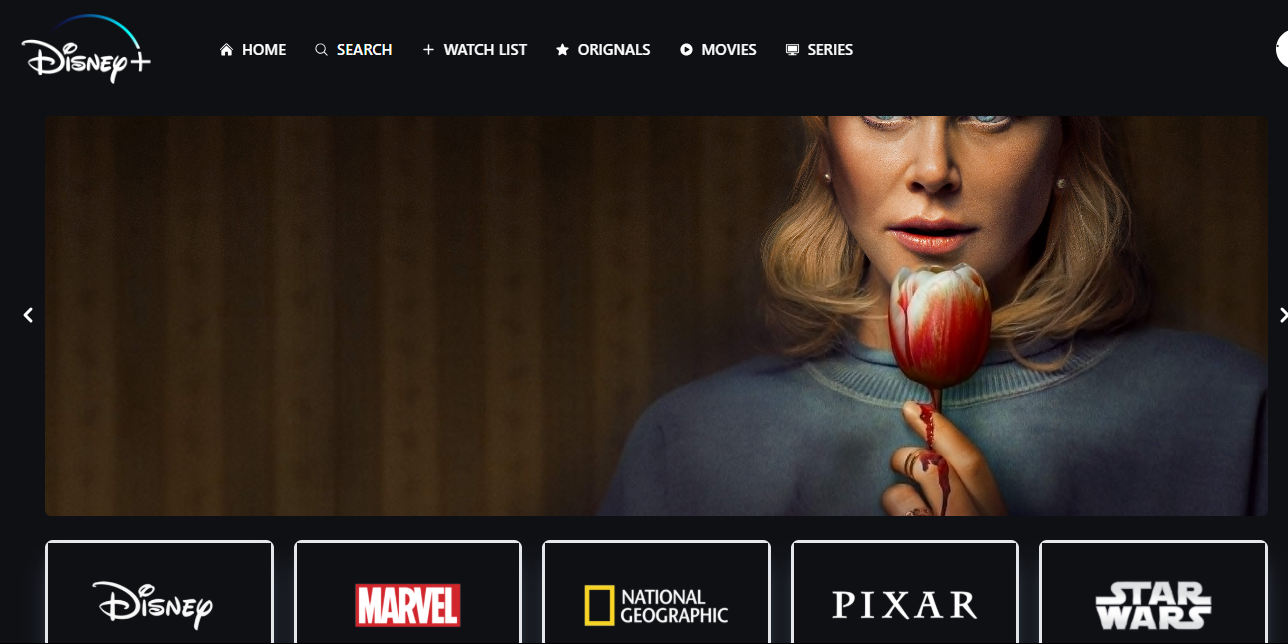 Disney+
HOME SEARCH WATCH LIST ORIGNALS MOVIES SERIES
Disney MARVEL NATIONAL GEOGRAPHIC PIXAR STAR WARS